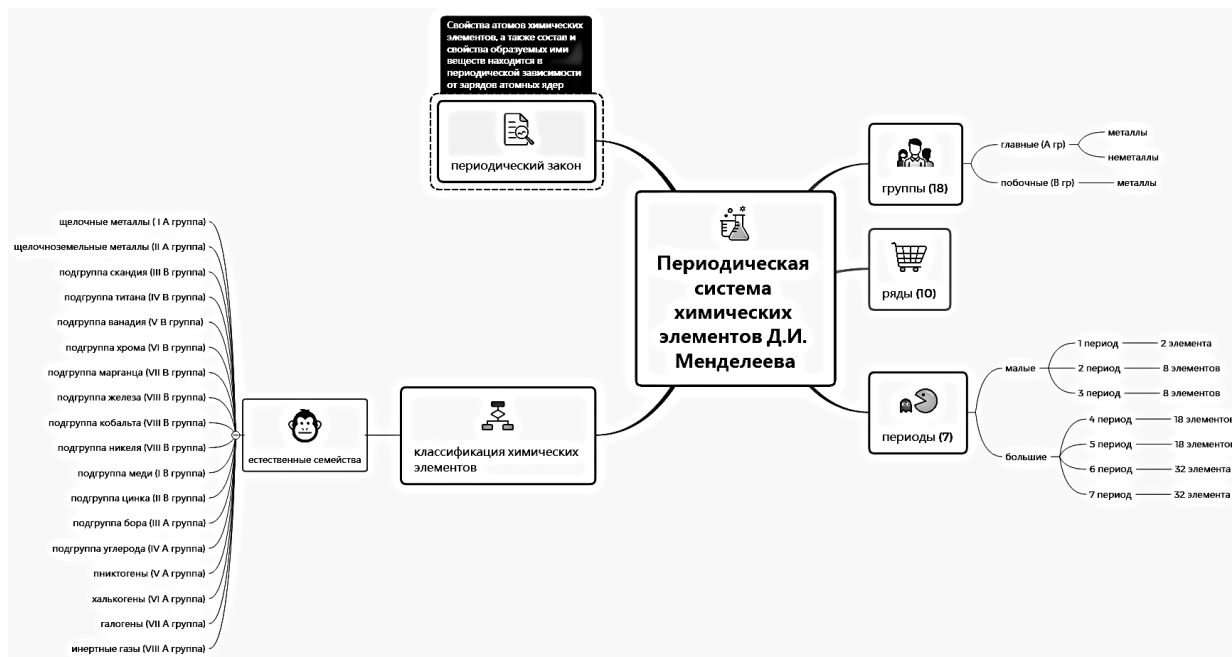 Свойства атомов химических
элементов, а также состав и
свойства образуемых ими
веществ находится в
периодической зависимости
от зарядов атомных ядер
периодический закон
Периодическая
система
химических
элементов Д.И.
Менделеева
группы (18)
главные (А гр)
металлы
неметаллы
побочные (В гр)
металлы
ряды (10)
периоды (7)
малые
1 период
2 элемента
2 период
8 элементов
3 период
8 элементов
большие
4 период
18 элементов
5 период
18 элементов
6 период
32 элемента
7 период
32 элемента
классификация химических
элементов
естественные семейства
щелочные металлы ( I А группа)
щелочноземельные металлы (II А группа)
подгруппа скандия (III В группа)
подгруппа титана (IV В группа)
подгруппа ванадия (V В группа)
подгруппа хрома (VI В группа)
подгруппа марганца (VII В группа)
подгруппа железа (VIII В группа)
подгруппа кобальта (VIII В группа)
подгруппа никеля (VIII В группа)
подгруппа меди (I В группа)
подгруппа цинка (II В группа)
подгруппа бора (III А группа)
подгруппа углерода (IV А группа)
пниктогены (V А группа)
халькогены (VI А группа)
галогены (VII А группа)
инертные газы (VIII А группа)